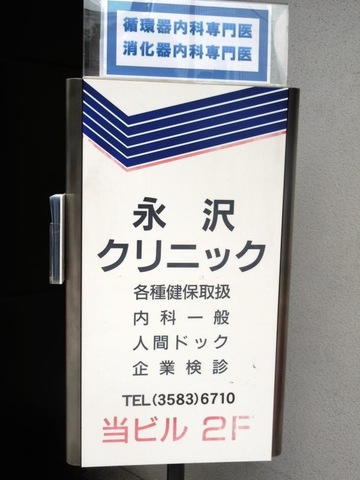 循環器内科専門医
消化器内科専門医
永沢
クリニック
各種健保取扱
内科一般
人間ドック
企業検診
TEL(3583)6710
当ビル 2F